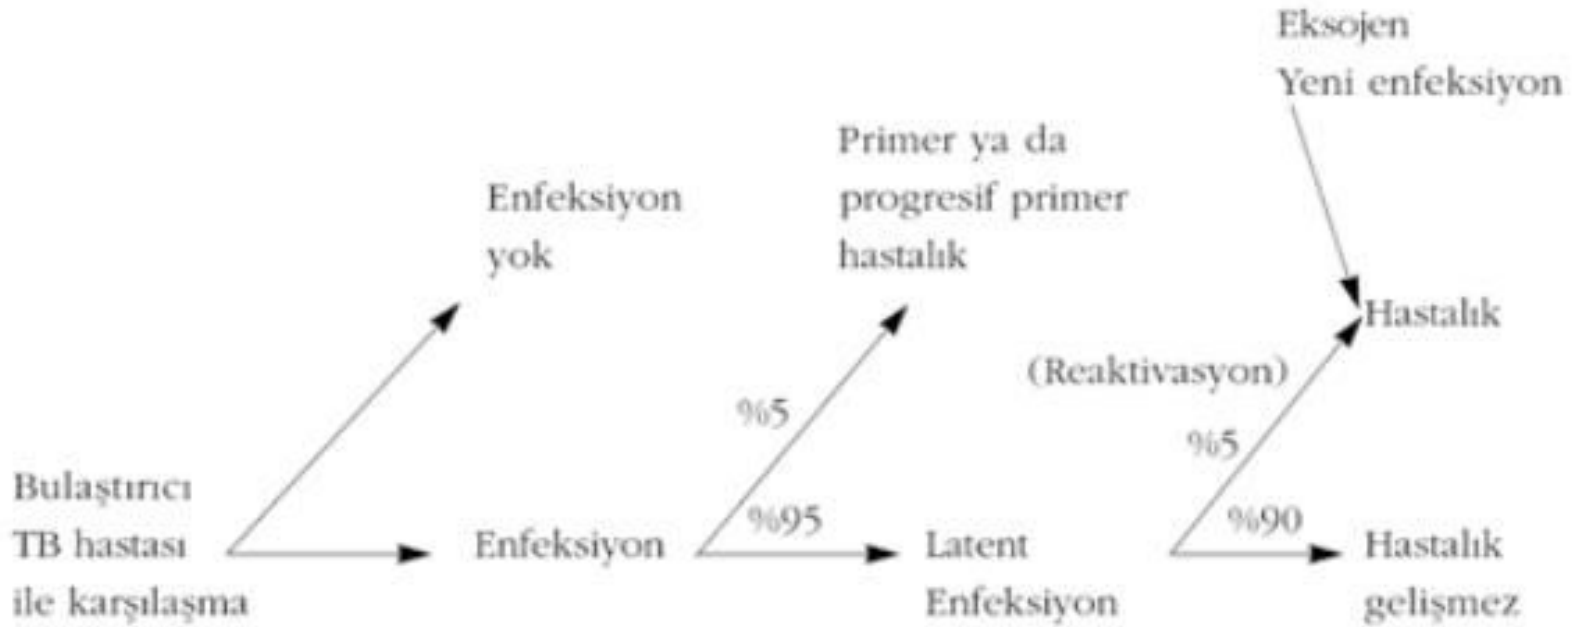 Eksojen
Yeni enfeksiyon
Primer ya da
progresif primer
hastalık
Enfeksiyon
yok
Hastalık
(Reaktivasyon)
%5
%5
Bulaştırıcı
TB hastası
ile karşılaşma
Enfeksiyon
%95
Latent
Enfeksiyon
%90
Hastalık
gelişmez